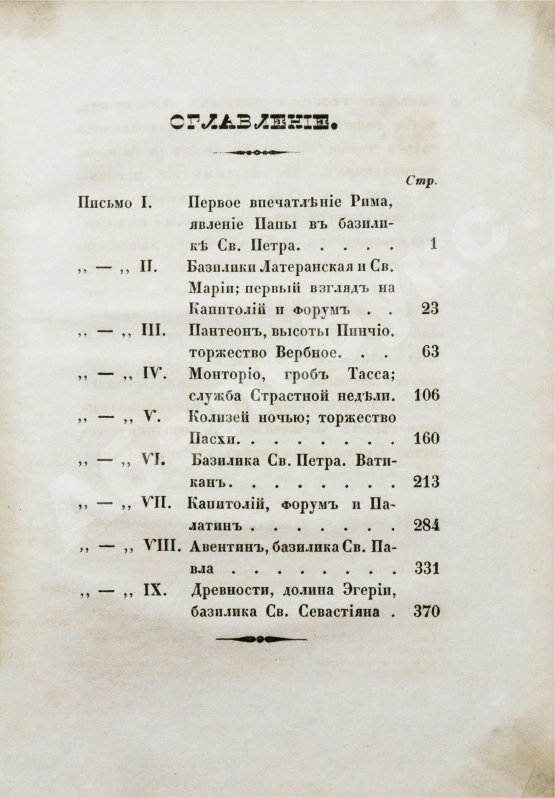 ОГЛАВЛЕНІЕ.
Стр.
Письмо I. Первое впечатлѣніе Рима,
явленіе Папы въ базили-
кѣ Св. Петра. . . . . . 1
„ — „ II. Базилики Латеранская и Св.
Маріи; первый взглядъ на
Капитолій и форумъ . . 23
„ — „ III. Пантеонъ, высоты Пинчіо.
торжество Вербное. . . 63
„ — „ IV. Монторіо, гробъ Тасса;
служба Страстной недѣли. 106
„ — „ V. Колизей ночью; торжество
Пасхи. . . . . . . . 160
„ — „ VI. Базилика Св. Петра. Вати-
канъ. . . . . . . . 213
„ — „ VII. Капитолій, форумъ и Па-
латинъ . . . . . . . 284
„ — „ VIII. Авентинъ, базилика Св. Па-
вла . . . . . . . . 331
„ — „ IX. Древности, долина Эгеріи,
базилика Св. Севастіяна . 370